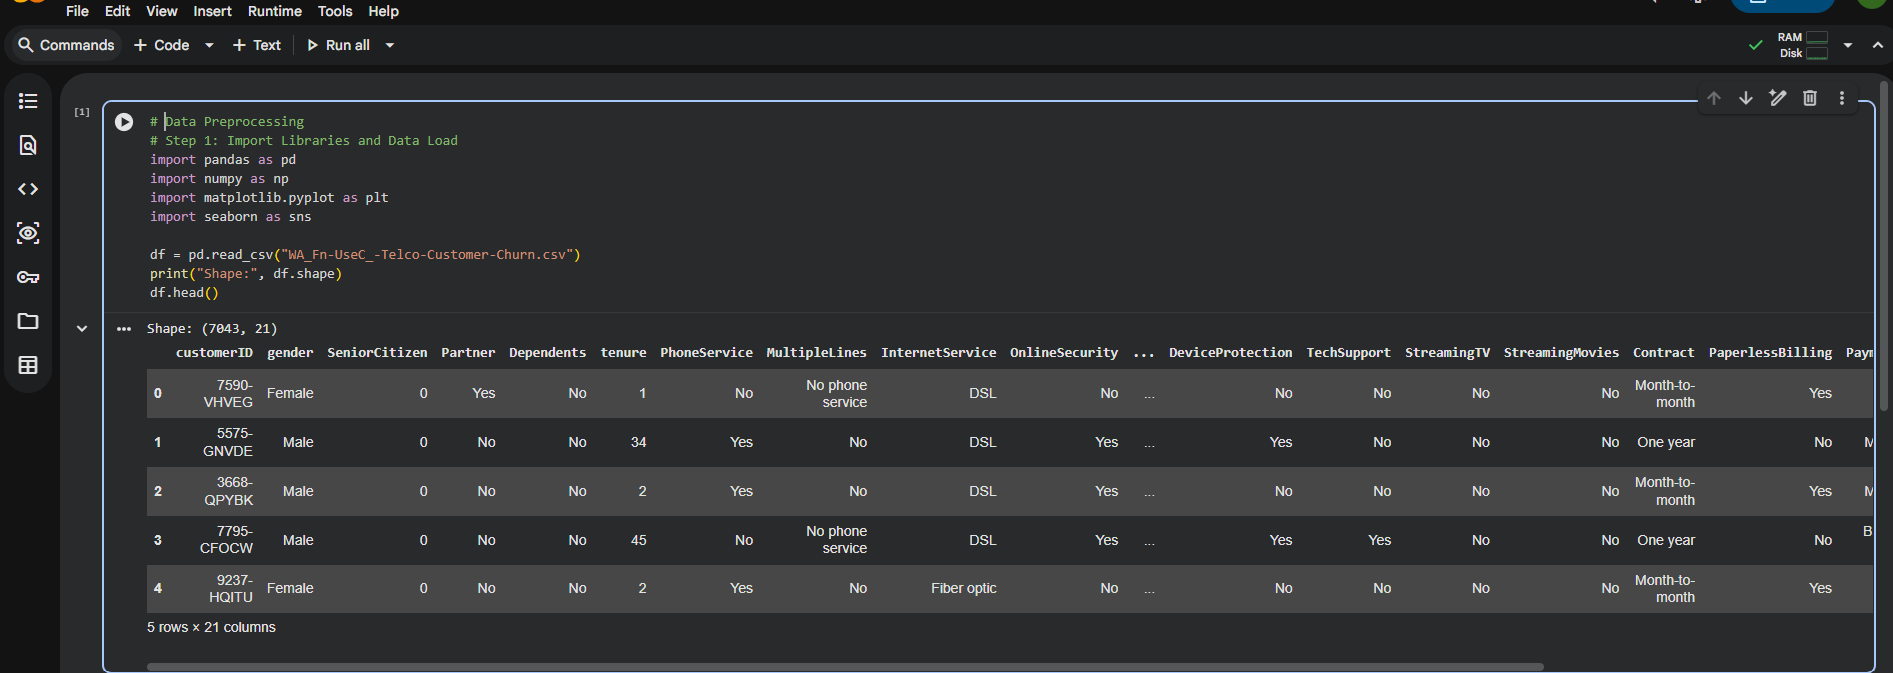 File Edit View Insert Runtime Tools Help
Commands + Code + Text Run all
RAM
Disk
[1]
# Data Preprocessing
# Step 1: Import Libraries and Data Load
import pandas as pd
import numpy as np
import matplotlib.pyplot as plt
import seaborn as sns
df = pd.read_csv("WA_Fn-UseC_-Telco-Customer-Churn.csv")
print("Shape:", df.shape)
df.head()
Shape: (7043, 21)
customerID gender SeniorCitizen Partner Dependents tenure PhoneService MultipleLines InternetService OnlineSecurity ... DeviceProtection TechSupport StreamingTV StreamingMovies Contract PaperlessBilling Paym
0 7590-VHVEG Female 0 Yes No 1 No No phone service DSL No ... No No No No Month-to-month Yes
1 5575-GNVDE Male 0 No No 34 Yes No DSL Yes ... Yes No No No One year No M
2 3668-QPYBK Male 0 No No 2 Yes No DSL Yes ... No No No No Month-to-month Yes M
3 7795-CFOCW Male 0 No No 45 No No phone service DSL Yes ... Yes Yes No No One year No B
4 9237-HQITU Female 0 No No 2 Yes No Fiber optic No ... No No No No Month-to-month Yes
5 rows × 21 columns